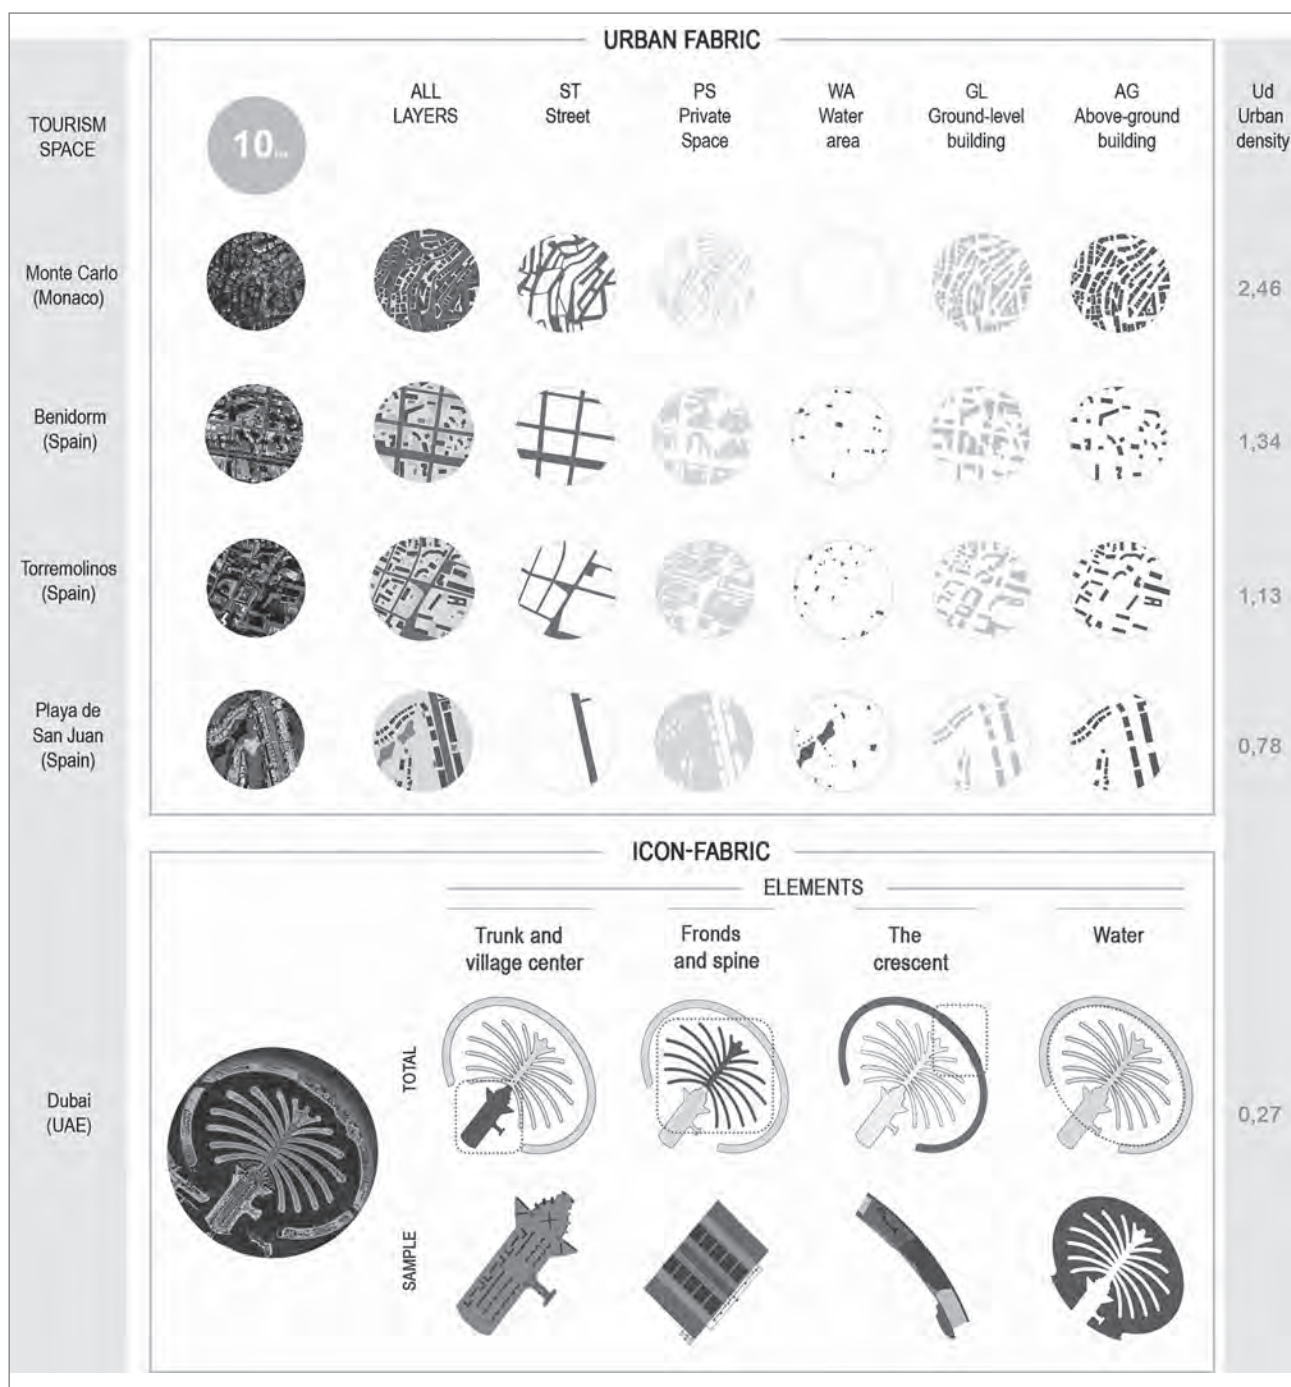 URBAN FABRIC
TOURISM
SPACE
10
ALL
LAYERS
ST
Street
PS
Private
Space
WA
Water
area
GL
Ground-level
building
AG
Above-ground
building
Ud
Urban
density
Monte Carlo
(Monaco)
2,46
Benidorm
(Spain)
1,34
Torremolinos
(Spain)
1,13
Playa de
San Juan
(Spain)
0,78
ICON-FABRIC
ELEMENTS
Trunk and
village center
Fronds
and spine
The
crescent
Water
TOTAL
Dubai
(UAE)
0,27
SAMPLE